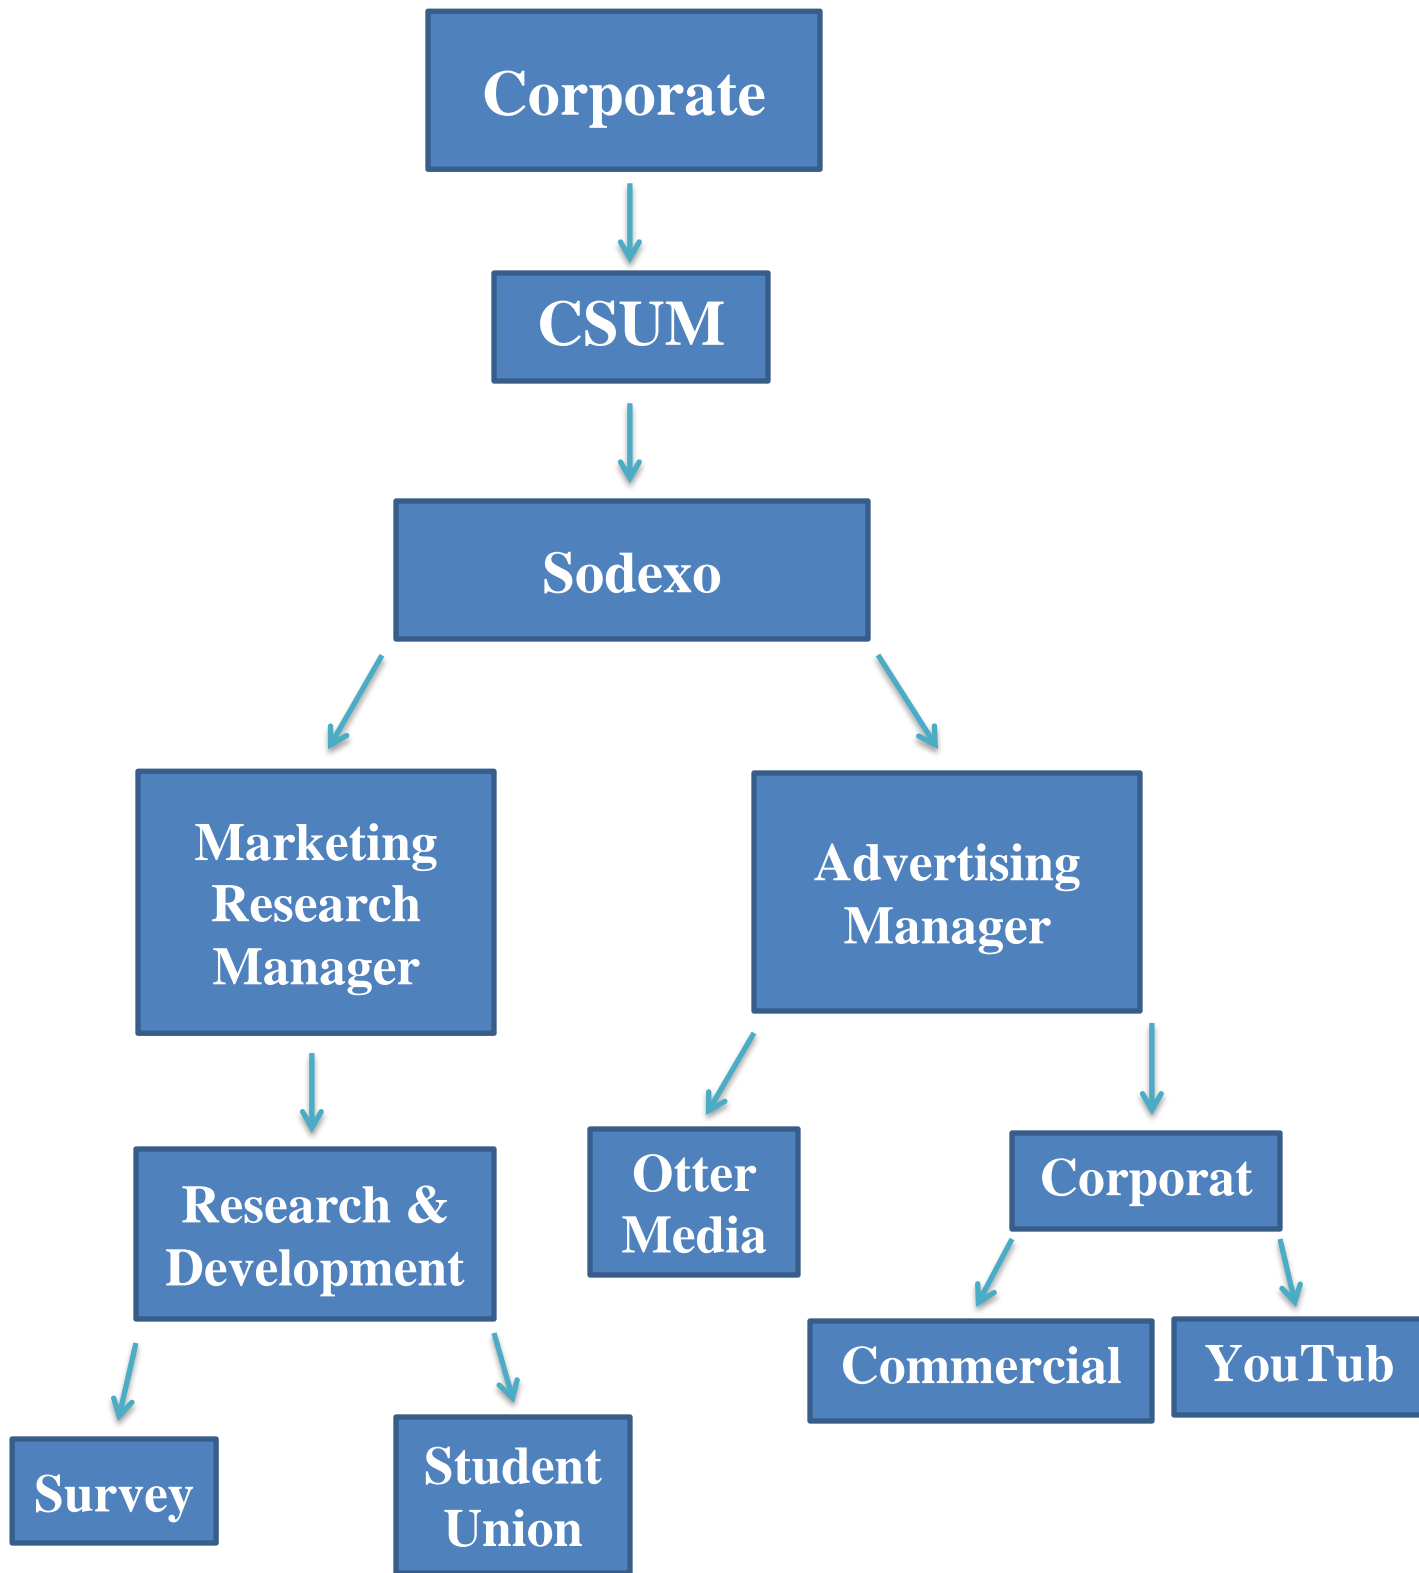 Corporate
CSUM
Sodexo
Marketing
Research
Manager
Advertising
Manager
Research &
Development
Otter
Media
Corporat
Commercial
YouTub
Survey
Student
Union